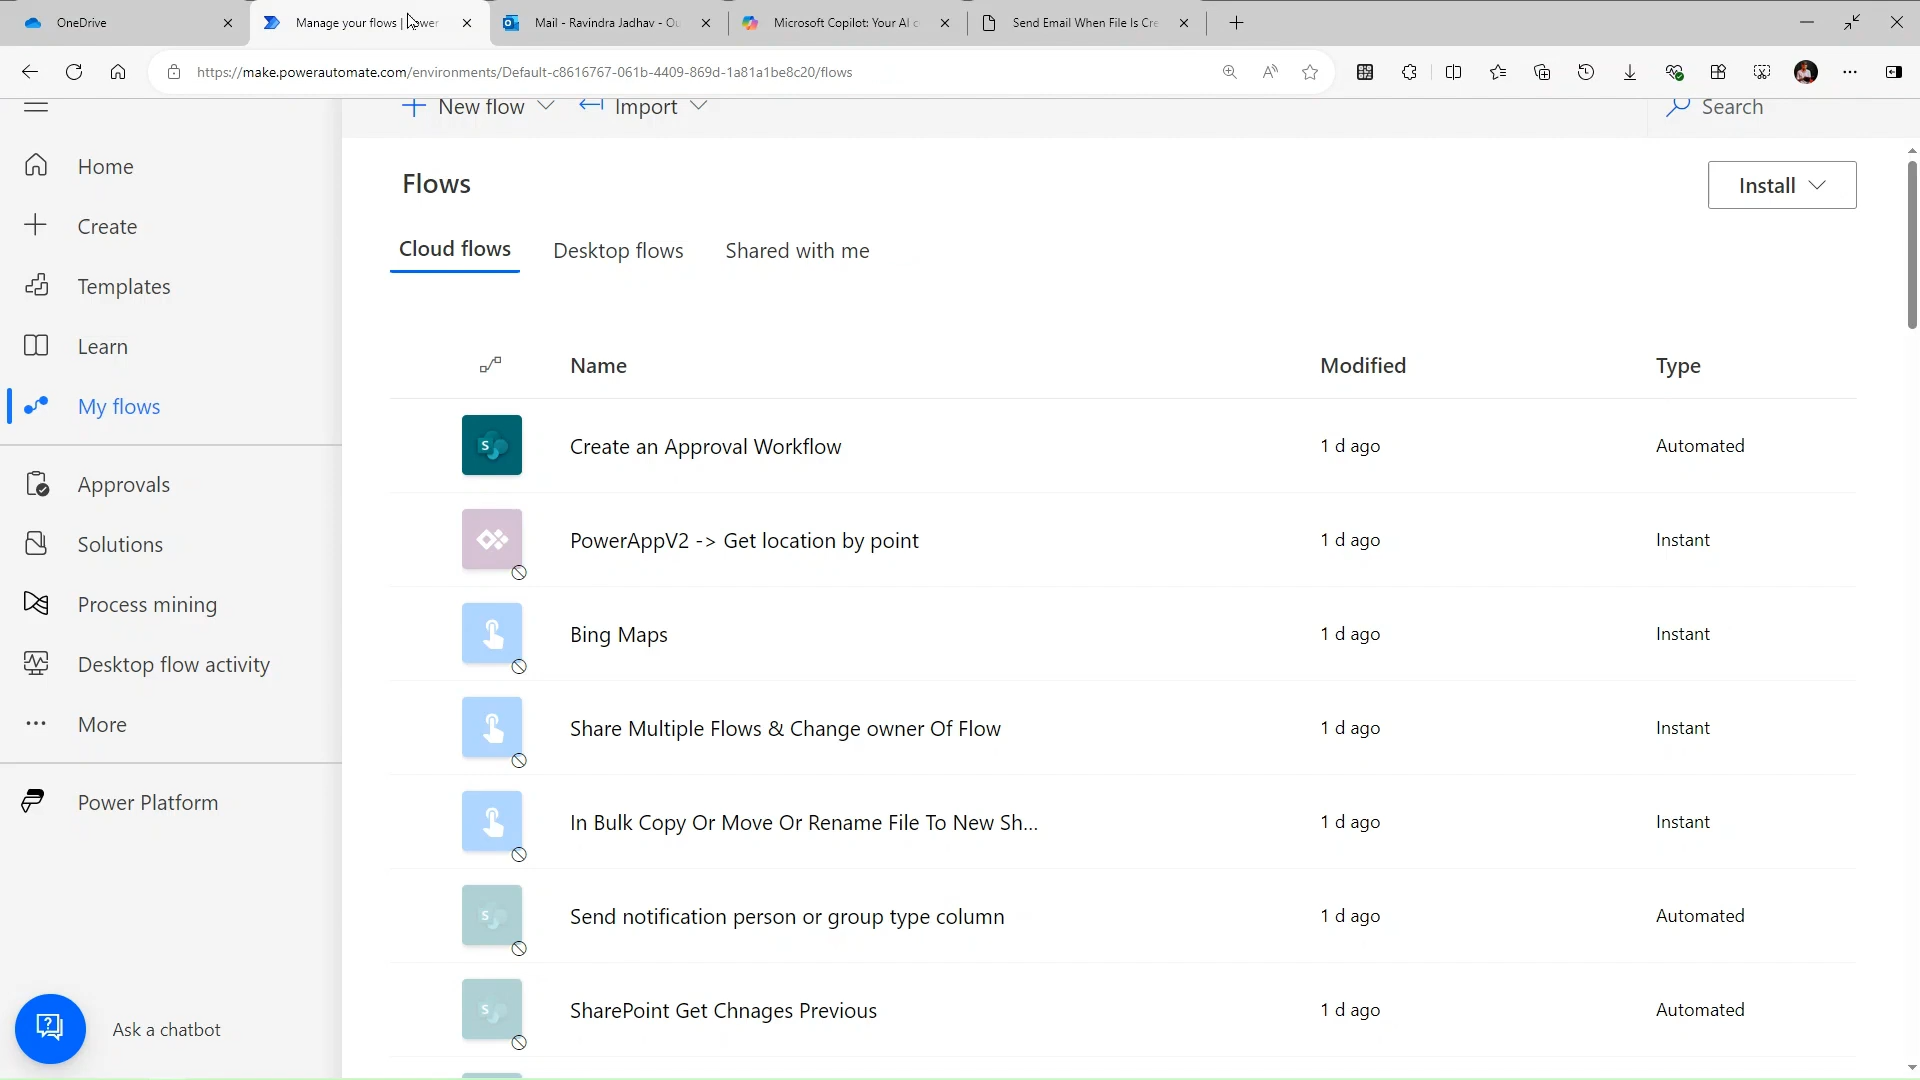 OneDrive
Manage your flows | Power
Mail - Ravindra Jadhav - Ou
Microsoft Copilot: Your AI c
Send Email When File Is Cre
https://make.powerautomate.com/environments/Default-c8616767-061b-4409-869d-1a81a1be8c20/flows
New flow
Import
Search
Home
Create
Templates
Learn
My flows
Approvals
Solutions
Process mining
Desktop flow activity
More
Power Platform
Ask a chatbot
Flows
Install
Cloud flows
Desktop flows
Shared with me
Name Modified Type
Create an Approval Workflow 1 d ago Automated
PowerAppV2 -> Get location by point 1 d ago Instant
Bing Maps 1 d ago Instant
Share Multiple Flows & Change owner Of Flow 1 d ago Instant
In Bulk Copy Or Move Or Rename File To New Sh... 1 d ago Instant
Send notification person or group type column 1 d ago Automated
SharePoint Get Chnages Previous 1 d ago Automated